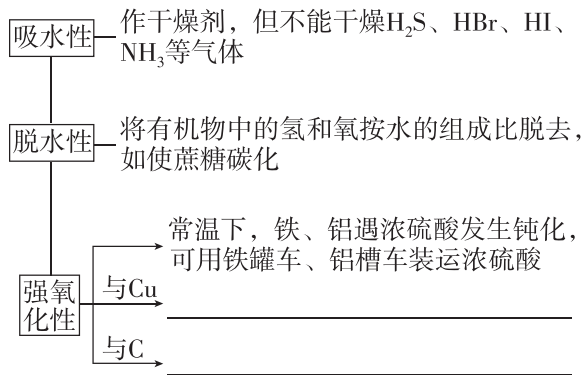 吸水性
作干燥剂，但不能干燥H₂S、HBr、HI、
NH₃等气体
脱水性
将有机物中的氢和氧按水的组成比脱去，
如使蔗糖碳化
常温下，铁、铝遇浓硫酸发生钝化，
可用铁罐车、铝槽车装运浓硫酸
强氧
化性
与Cu
与C